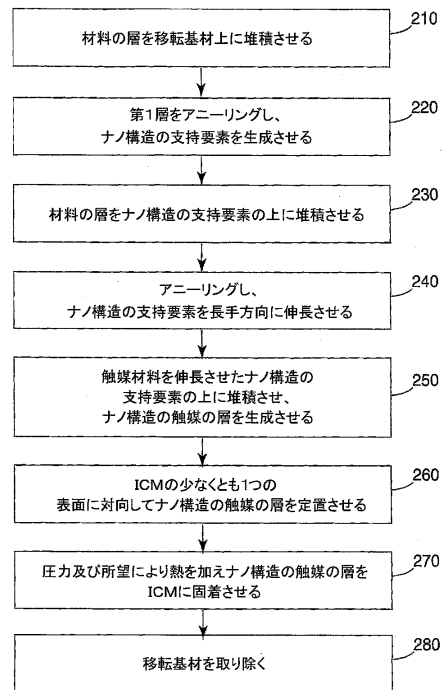 210
材料の層を移転基材上に堆積させる
220
第1層をアニーリングし、
ナノ構造の支持要素を生成させる
230
材料の層をナノ構造の支持要素の上に堆積させる
240
アニーリングし、
ナノ構造の支持要素を長手方向に伸長させる
250
触媒材料を伸長させたナノ構造の
支持要素の上に堆積させ、
ナノ構造の触媒の層を生成させる
260
ICMの少なくとも1つの
表面に対向してナノ構造の触媒の層を定置させる
270
圧力及び所望により熱を加えナノ構造の触媒の層を
ICMに固着させる
280
移転基材を取り除く